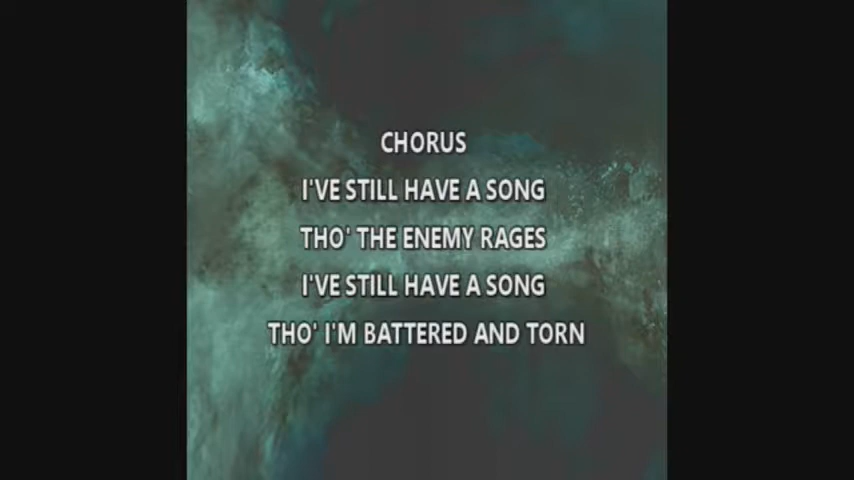 CHORUS
I'VE STILL HAVE A SONG
THO' THE ENEMY RAGES
I'VE STILL HAVE A SONG
THO' I'M BATTERED AND TORN